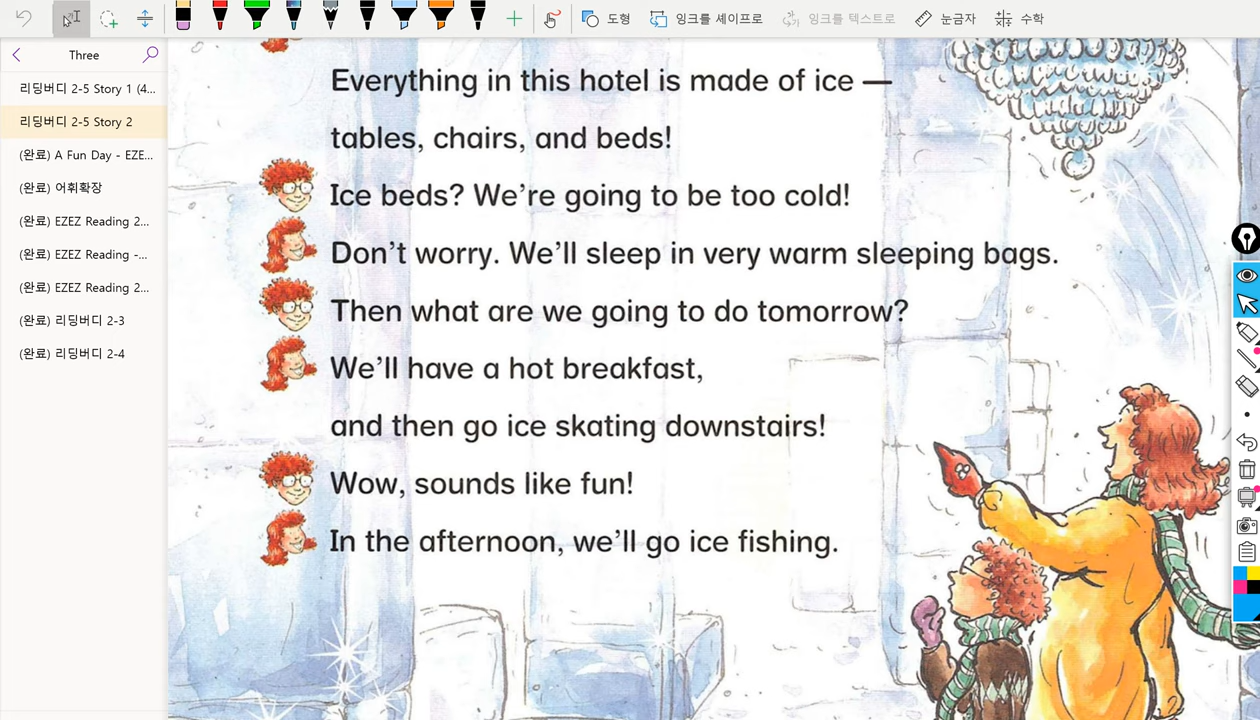 도형
잉크를 셰이프로
잉크를 텍스트로
눈금자
수학
Three
리딩버디 2-5 Story 1 (4...
리딩버디 2-5 Story 2
(완료) A Fun Day - EZE...
(완료) 어휘확장
(완료) EZEZ Reading 2...
(완료) EZEZ Reading -...
(완료) EZEZ Reading 2...
(완료) 리딩버디 2-3
(완료) 리딩버디 2-4
Everything in this hotel is made of ice —
tables, chairs, and beds!
Ice beds? We're going to be too cold!
Don't worry. We'll sleep in very warm sleeping bags.
Then what are we going to do tomorrow?
We'll have a hot breakfast,
and then go ice skating downstairs!
Wow, sounds like fun!
In the afternoon, we'll go ice fishing.